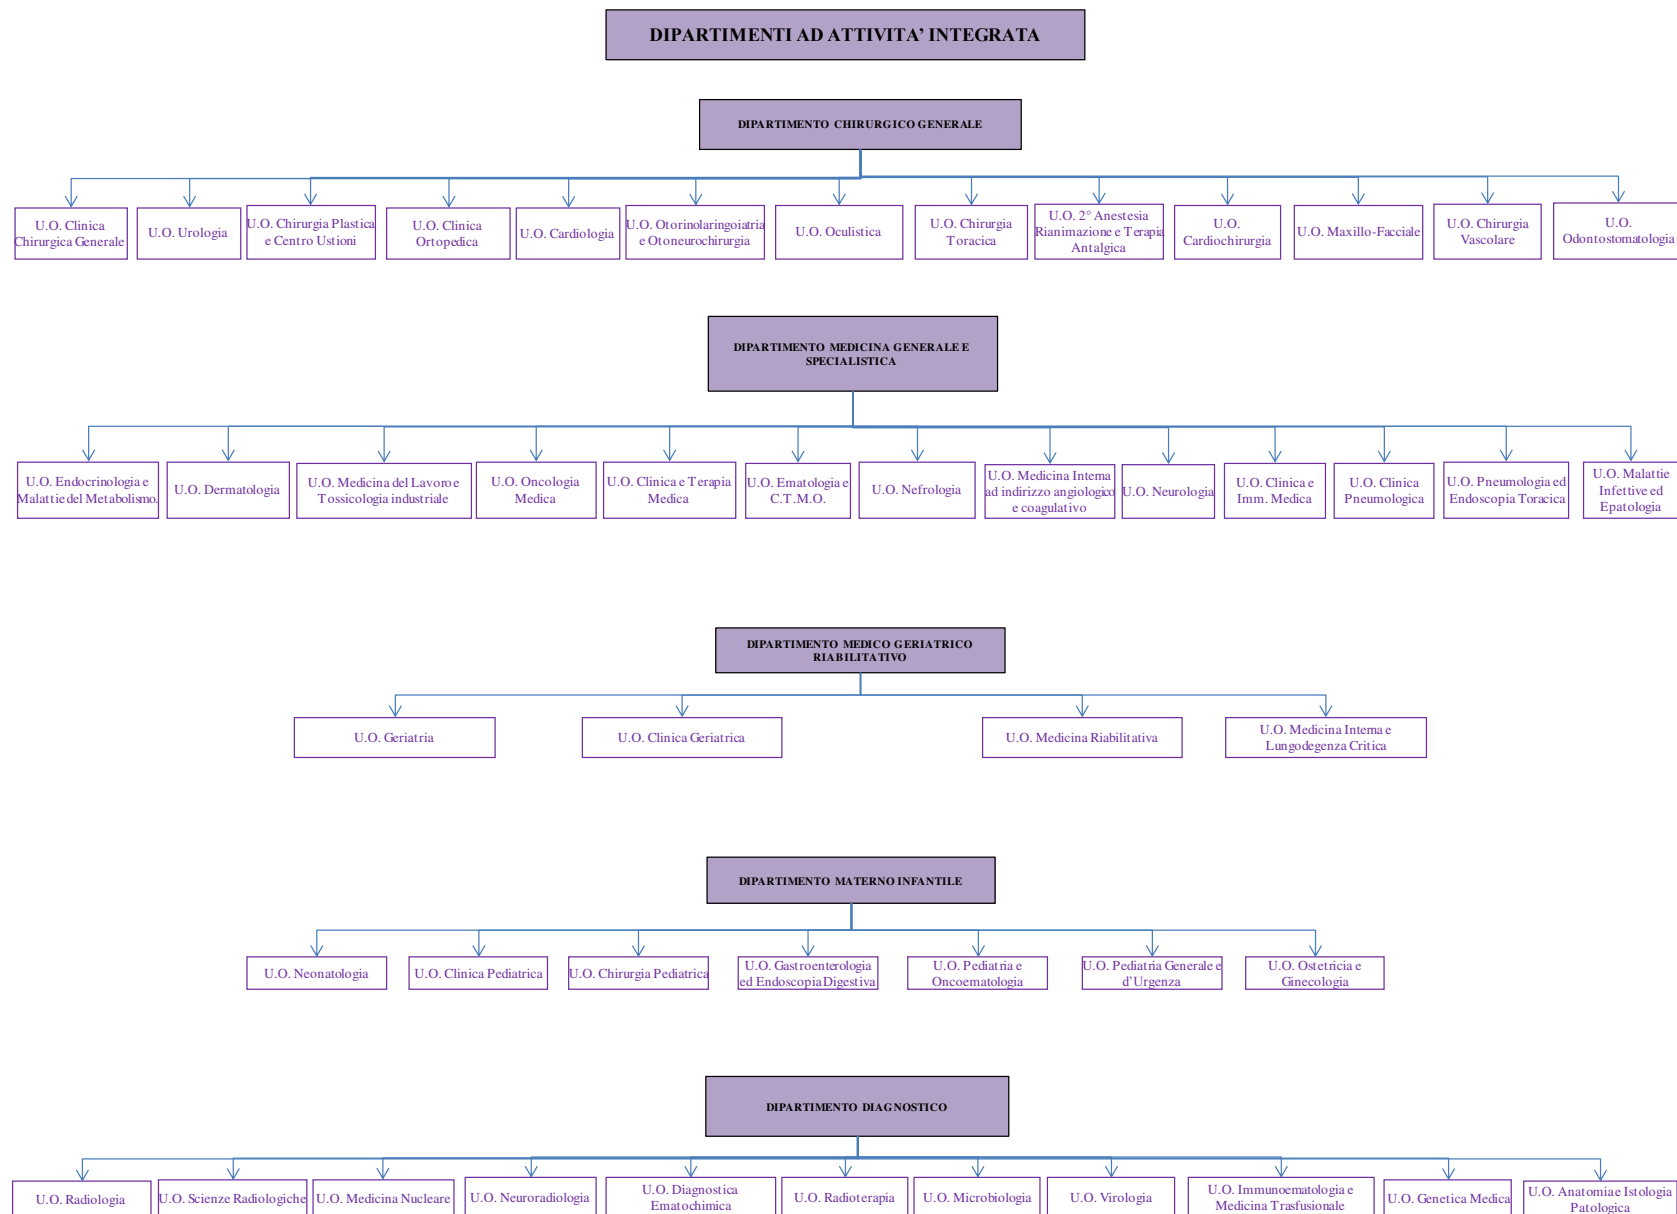 DIPARTIMENTI AD ATTIVITA' INTEGRATA
DIPARTIMENTO CHIRURGICO GENERALE
U.O. Clinica
Chirurgica Generale
U.O. Urologia
U.O. Chirurgia Plastica
e Centro Ustioni
U.O. Clinica
Ortopedica
U.O. Cardiologia
U.O. Otorinolaringoiatria
e Otoneurochirurgia
U.O. Oculistica
U.O. Chirurgia
Toracica
U.O. 2° Anestesia
Rianimazione e Terapia
Antalgica
U.O.
Cardiochirurgia
U.O. Maxillo-Facciale
U.O. Chirurgia
Vascolare
U.O.
Odontostomatologia
DIPARTIMENTO MEDICINA GENERALE E
SPECIALISTICA
U.O. Endocrinologia e
Malattie del Metabolismo.
U.O. Dermatologia
U.O. Medicina del Lavoro e
Tossicologia industriale
U.O. Oncologia
Medica
U.O. Clinica e Terapia
Medica
U.O. Ematologia e
C.T.M.O.
U.O. Nefrologia
U.O. Medicina Interna
ad indirizzo angiologico
e coagulativo
U.O. Neurologia
U.O. Clinica e
Imm. Medica
U.O. Clinica
Pneumologica
U.O. Pneumologia ed
Endoscopia Toracica
U.O. Malattie
Infettive ed
Epatologia
DIPARTIMENTO MEDICO GERIATRICO
RIABILITATIVO
U.O. Geriatria
U.O. Clinica Geriatrica
U.O. Medicina Riabilitativa
U.O. Medicina Interna e
Lungodegenza Critica
DIPARTIMENTO MATERNO INFANTILE
U.O. Neonatologia
U.O. Clinica Pediatrica
U.O. Chirurgia Pediatrica
U.O. Gastroenterologia
ed Endoscopia Digestiva
U.O. Pediatria e
Oncoematologia
U.O. Pediatria Generale e
d'Urgenza
U.O. Ostetricia e
Ginecologia
DIPARTIMENTO DIAGNOSTICO
U.O. Radiologia
U.O. Scienze Radiologiche
U.O. Medicina Nucleare
U.O. Neuroradiologia
U.O. Diagnostica
Ematochimica
U.O. Radioterapia
U.O. Microbiologia
U.O. Virologia
U.O. Immunoematologia e
Medicina Trasfusionale
U.O. Genetica Medica
U.O. Anatomia e Istologia
Patologica